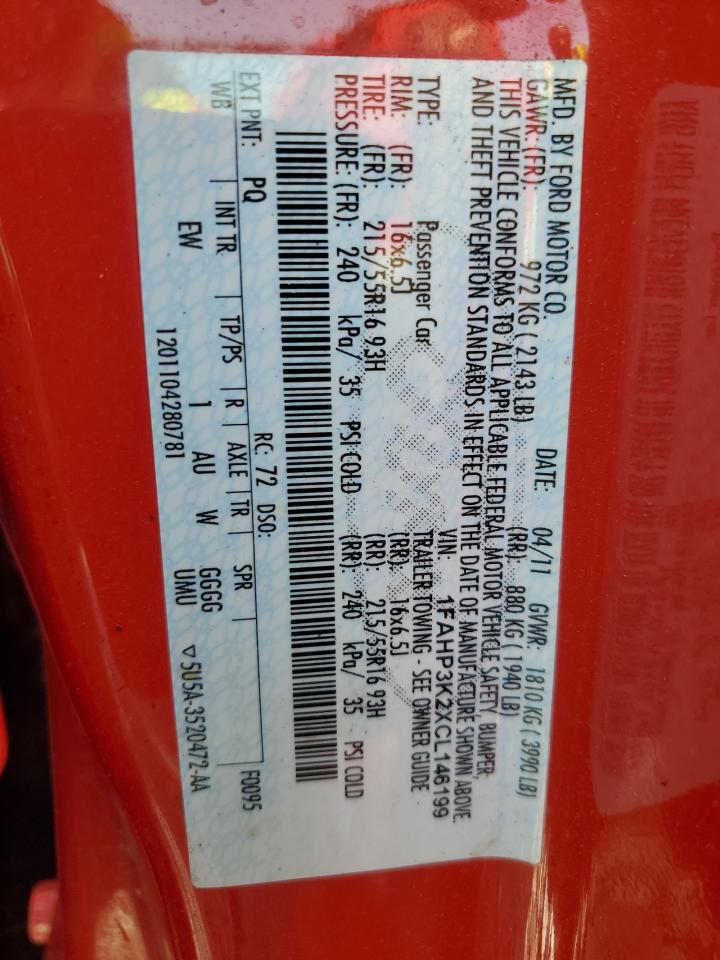 MFD. BY FORD MOTOR CO. DATE: 04/11 GVWR: 1810 KG ( 3990 LB)
GAWR: (FR): 972 KG ( 2143 LB) (RR): 880 KG ( 1940 LB)
THIS VEHICLE CONFORMS TO ALL APPLICABLE FEDERAL MOTOR VEHICLE SAFETY, BUMPER,
AND THEFT PREVENTION STANDARDS IN EFFECT ON THE DATE OF MANUFACTURE SHOWN ABOVE.
VIN: 1FAHP3K2XCL146199
TYPE: Passenger Car TRAILER TOWING - SEE OWNER GUIDE
RIM: (FR): 16x6.5J (RR): 16x6.5J
TIRE: (FR): 215/55R16 93H (RR): 215/55R16 93H
PRESSURE: (FR): 240 kPa/ 35 PSI COLD (RR): 240 kPa/ 35 PSI COLD
EXT PNT: PQ RC: 72 DSO: F0095
WB INT TR TP/PS R AXLE TR SPR
EW 1 AU W GGGG
UMU
1201104280781 ▽5U5A-3520472-AA